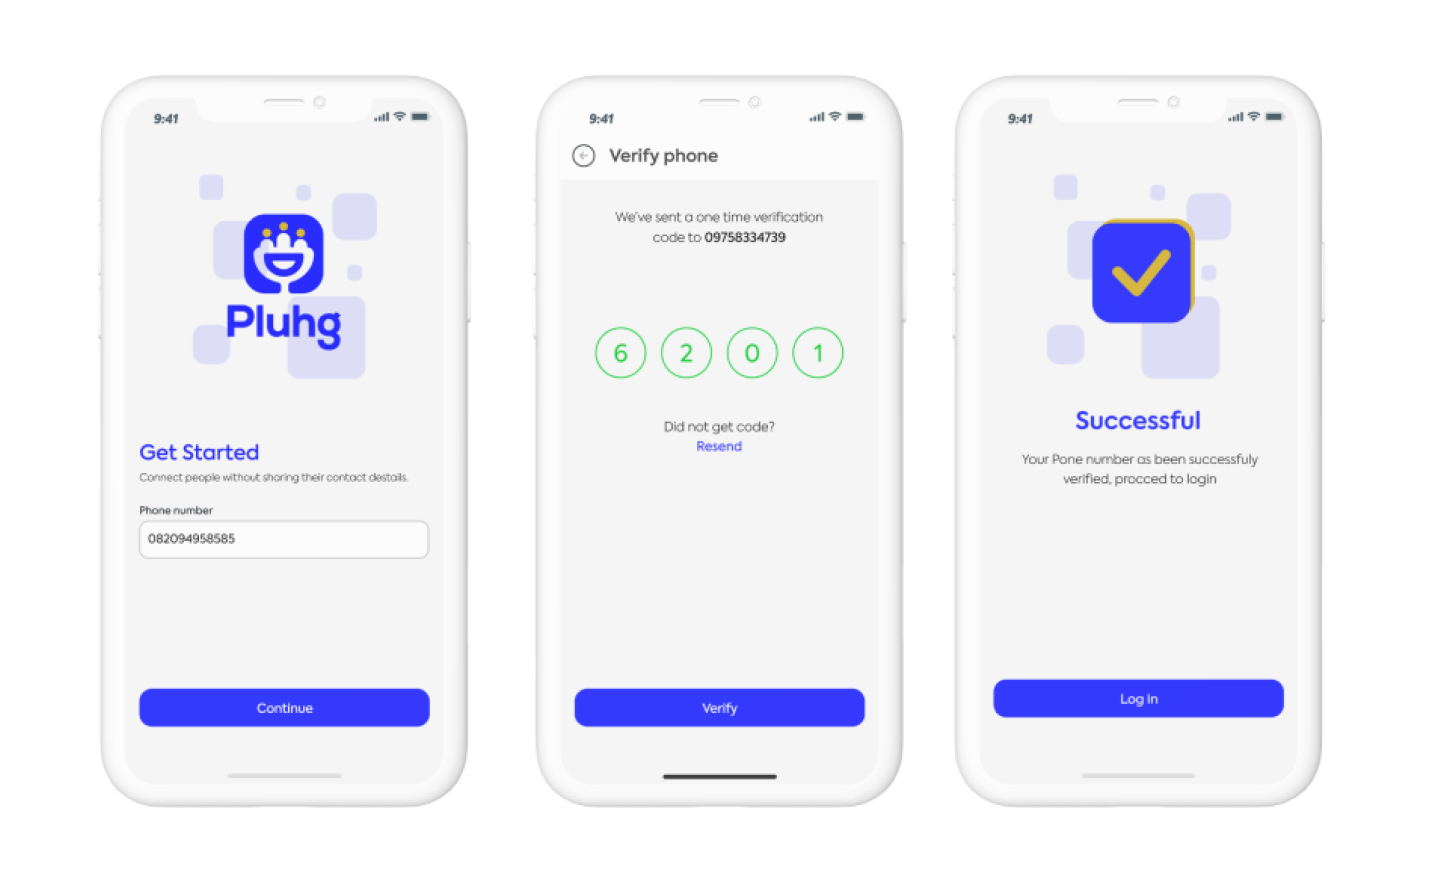 9:41
Pluhg
Get Started
Connect people without sharing their contact destails.
Phone number
082094958585
Continue
9:41
Verify phone
We've sent a one time verification
code to 09758334739
6 2 0 1
Did not get code?
Resend
Verify
9:41
Successful
Your Pone number as been successfuly
verified, procced to login
Log In